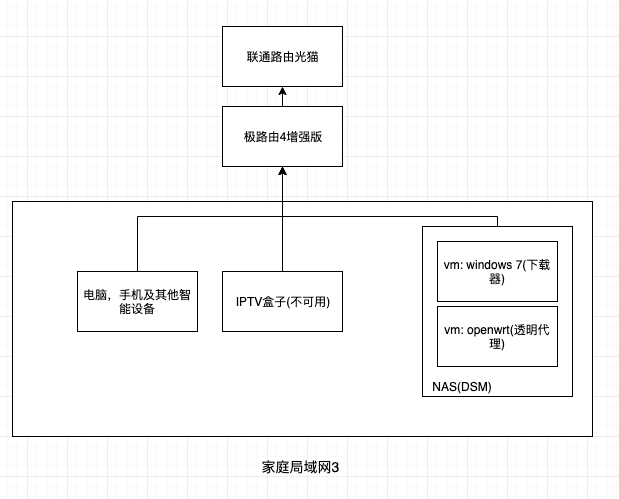 联通路由光猫
极路由4增强版
电脑，手机及其他智
能设备
IPTV盒子(不可用)
vm: windows 7(下载
器)
vm: openwrt(透明代
理)
NAS(DSM)
家庭局域网3